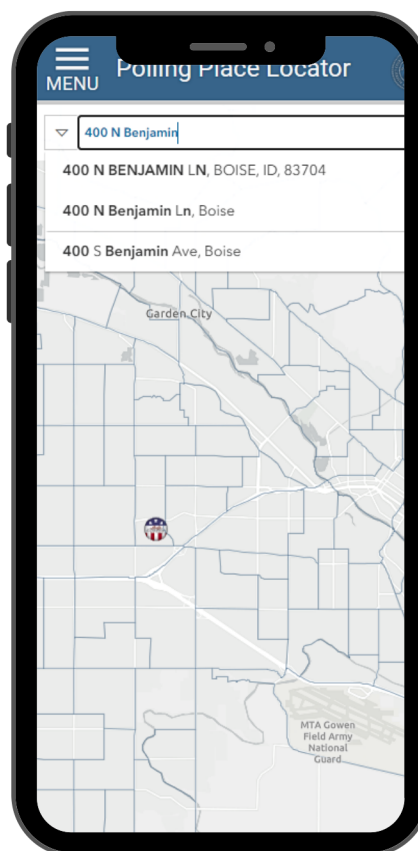 MENU
Polling Place Locator
400 N Benjamin
400 N BENJAMIN LN, BOISE, ID, 83704
400 N Benjamin Ln, Boise
400 S Benjamin Ave, Boise
Garden City
MTA Gowen
Field Army
National
Guard